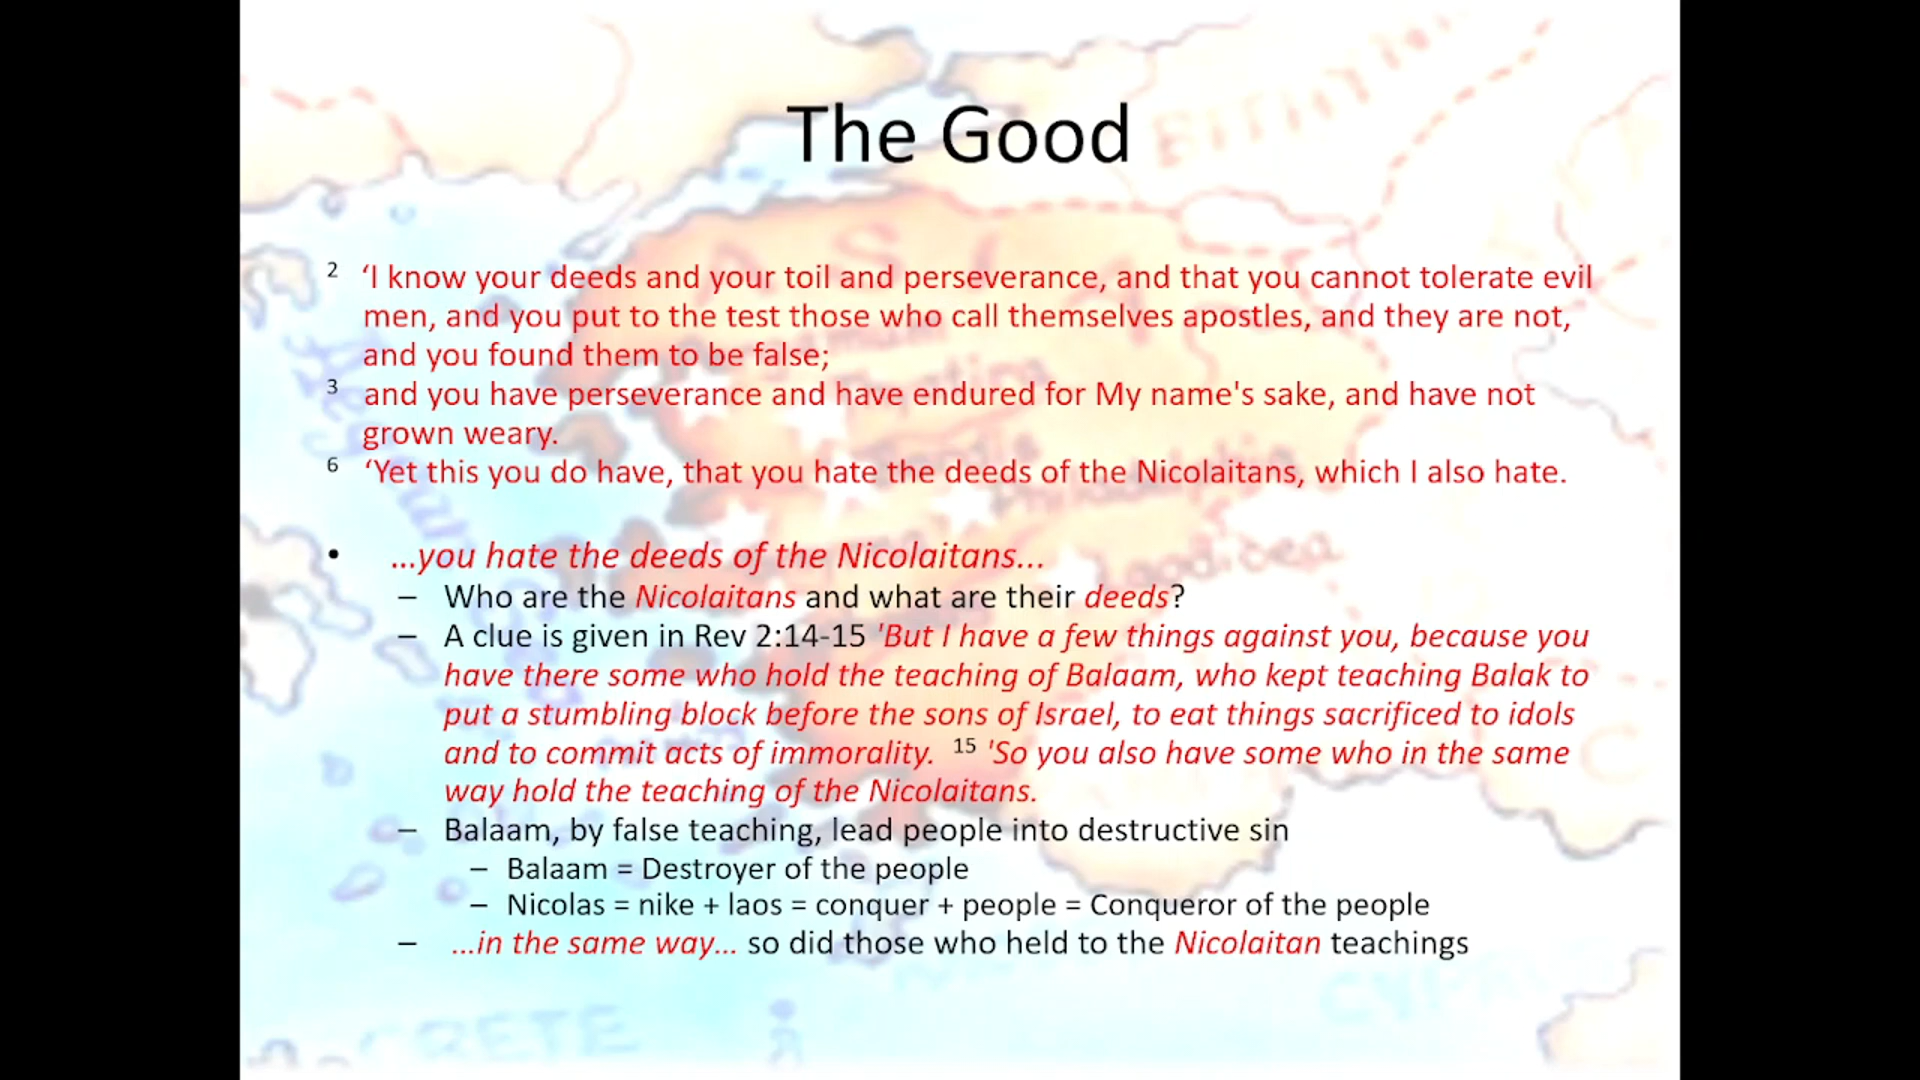 The Good
2 ‘I know your deeds and your toil and perseverance, and that you cannot tolerate evil
men, and you put to the test those who call themselves apostles, and they are not,
and you found them to be false;
3 and you have perseverance and have endured for My name's sake, and have not
grown weary.
6 ‘Yet this you do have, that you hate the deeds of the Nicolaitans, which I also hate.
• …you hate the deeds of the Nicolaitans…
– Who are the Nicolaitans and what are their deeds?
– A clue is given in Rev 2:14-15 'But I have a few things against you, because you
have there some who hold the teaching of Balaam, who kept teaching Balak to
put a stumbling block before the sons of Israel, to eat things sacrificed to idols
and to commit acts of immorality. 15 'So you also have some who in the same
way hold the teaching of the Nicolaitans.
– Balaam, by false teaching, lead people into destructive sin
– Balaam = Destroyer of the people
– Nicolas = nike + laos = conquer + people = Conqueror of the people
– …in the same way… so did those who held to the Nicolaitan teachings
BITHYNI
ASIA
CRETE
CYPR